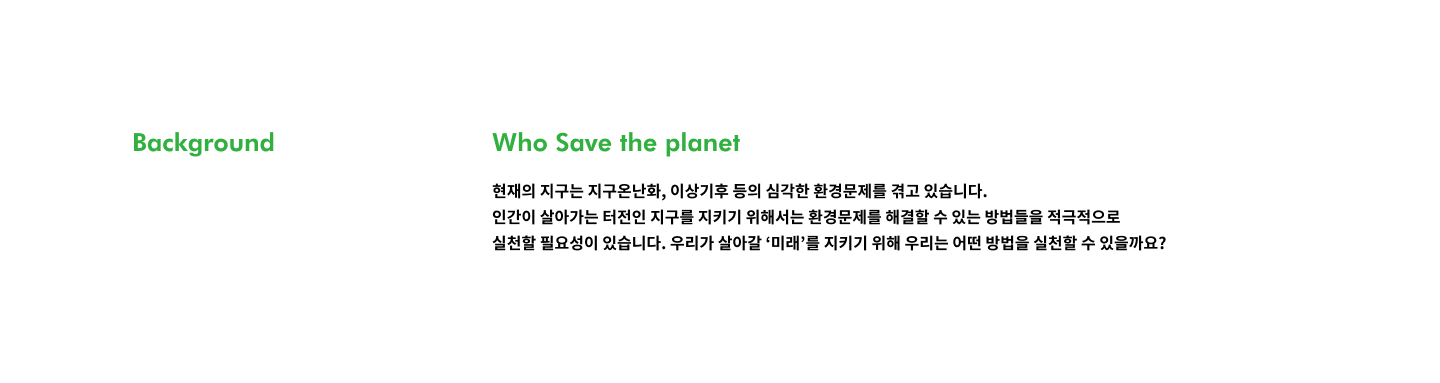 Background
Who Save the planet
현재의 지구는 지구온난화, 이상기후 등의 심각한 환경문제를 겪고 있습니다.
인간이 살아가는 터전인 지구를 지키기 위해서는 환경문제를 해결할 수 있는 방법들을 적극적으로
실천할 필요성이 있습니다. 우리가 살아갈 ‘미래’를 지키기 위해 우리는 어떤 방법을 실천할 수 있을까요?